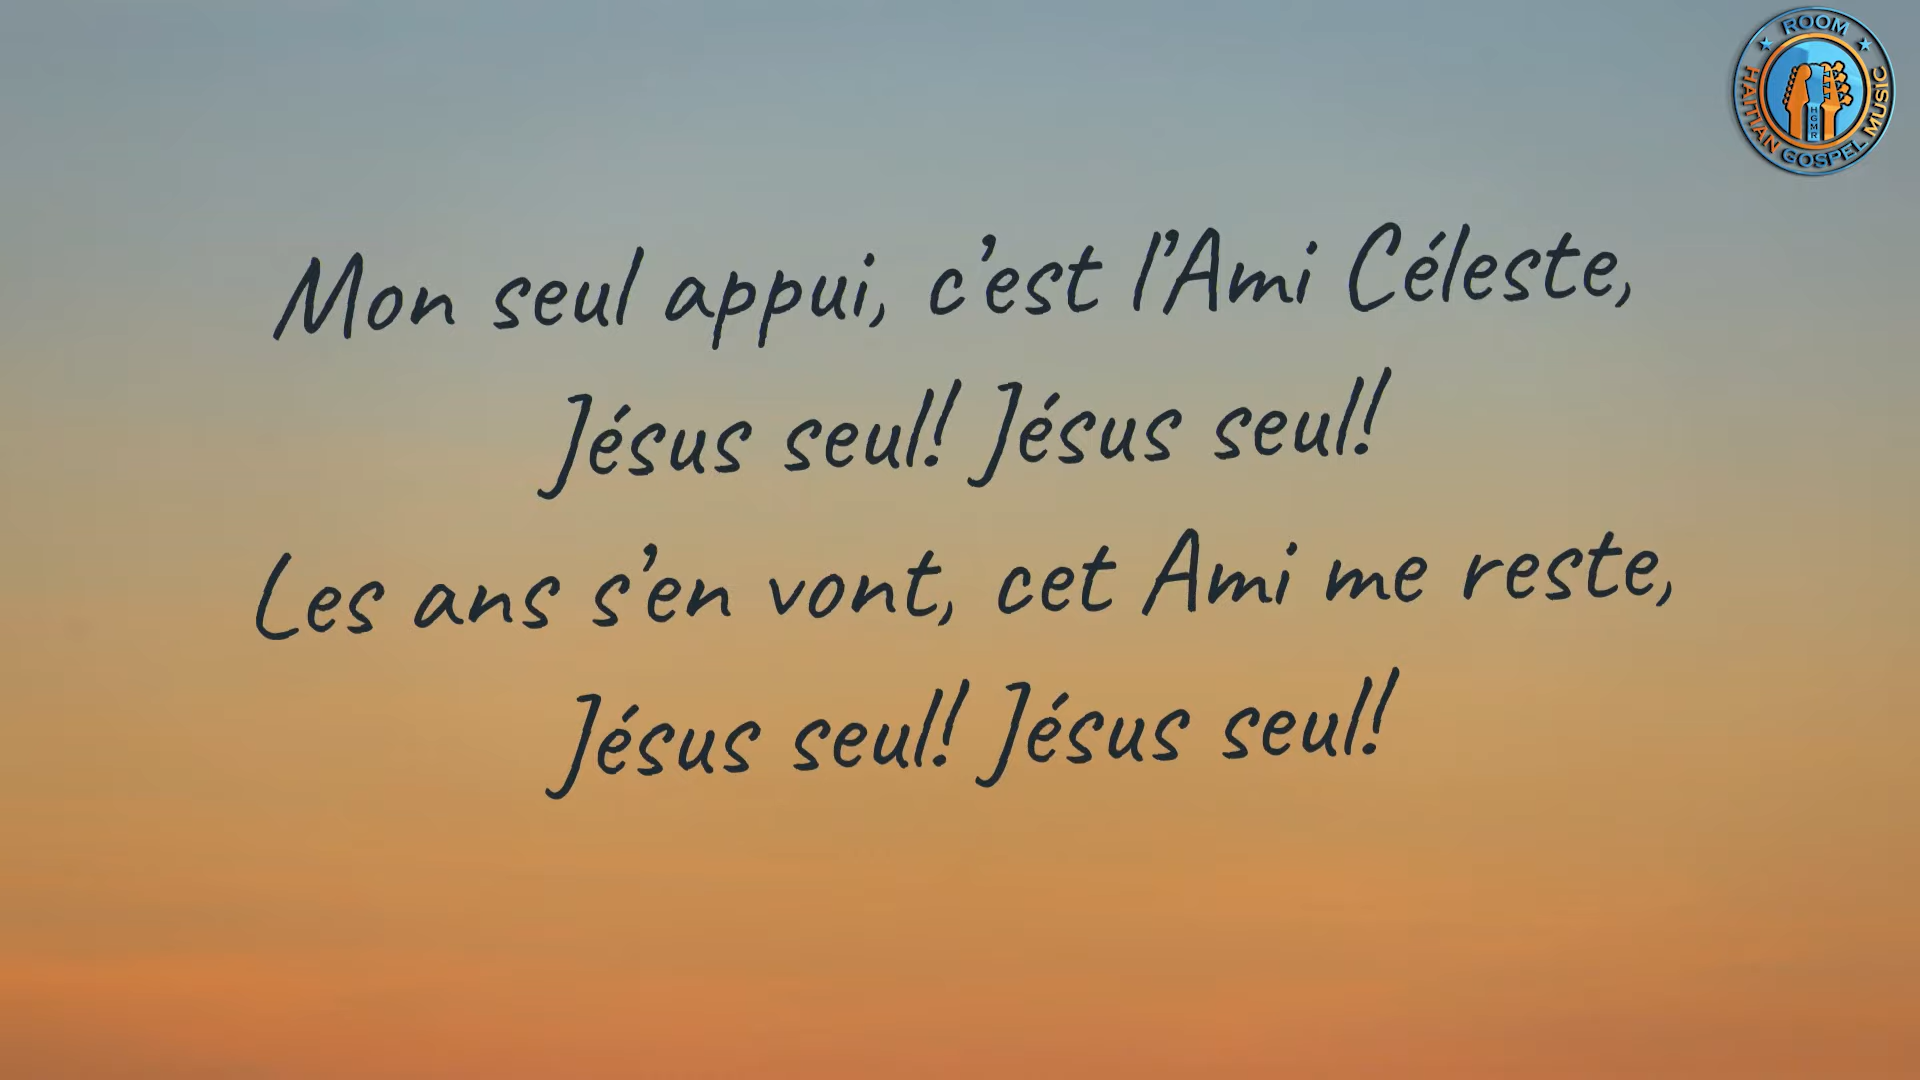 Mon seul appui, c’est l’Ami Céleste,
Jésus seul! Jésus seul!
Les ans s’en vont, cet Ami me reste,
Jésus seul! Jésus seul!
ROOM
HAITIAN GOSPEL MUSIC
HGMR